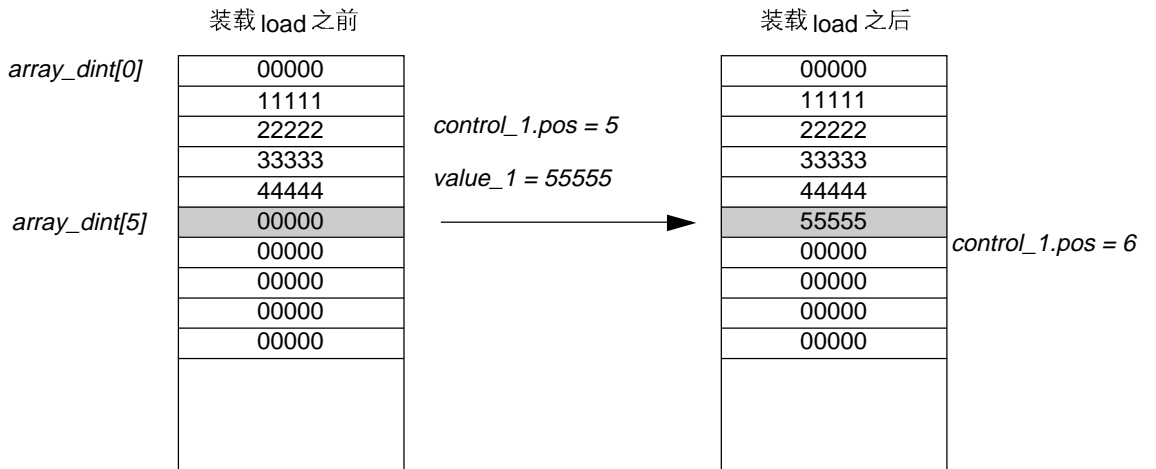 装载 load 之前
装载 load 之后
array_dint[0]
00000
00000
11111
11111
22222
control_1.pos = 5
22222
33333
33333
value_1 = 55555
44444
44444
array_dint[5]
00000
55555
00000
00000
control_1.pos = 6
00000
00000
00000
00000
00000
00000